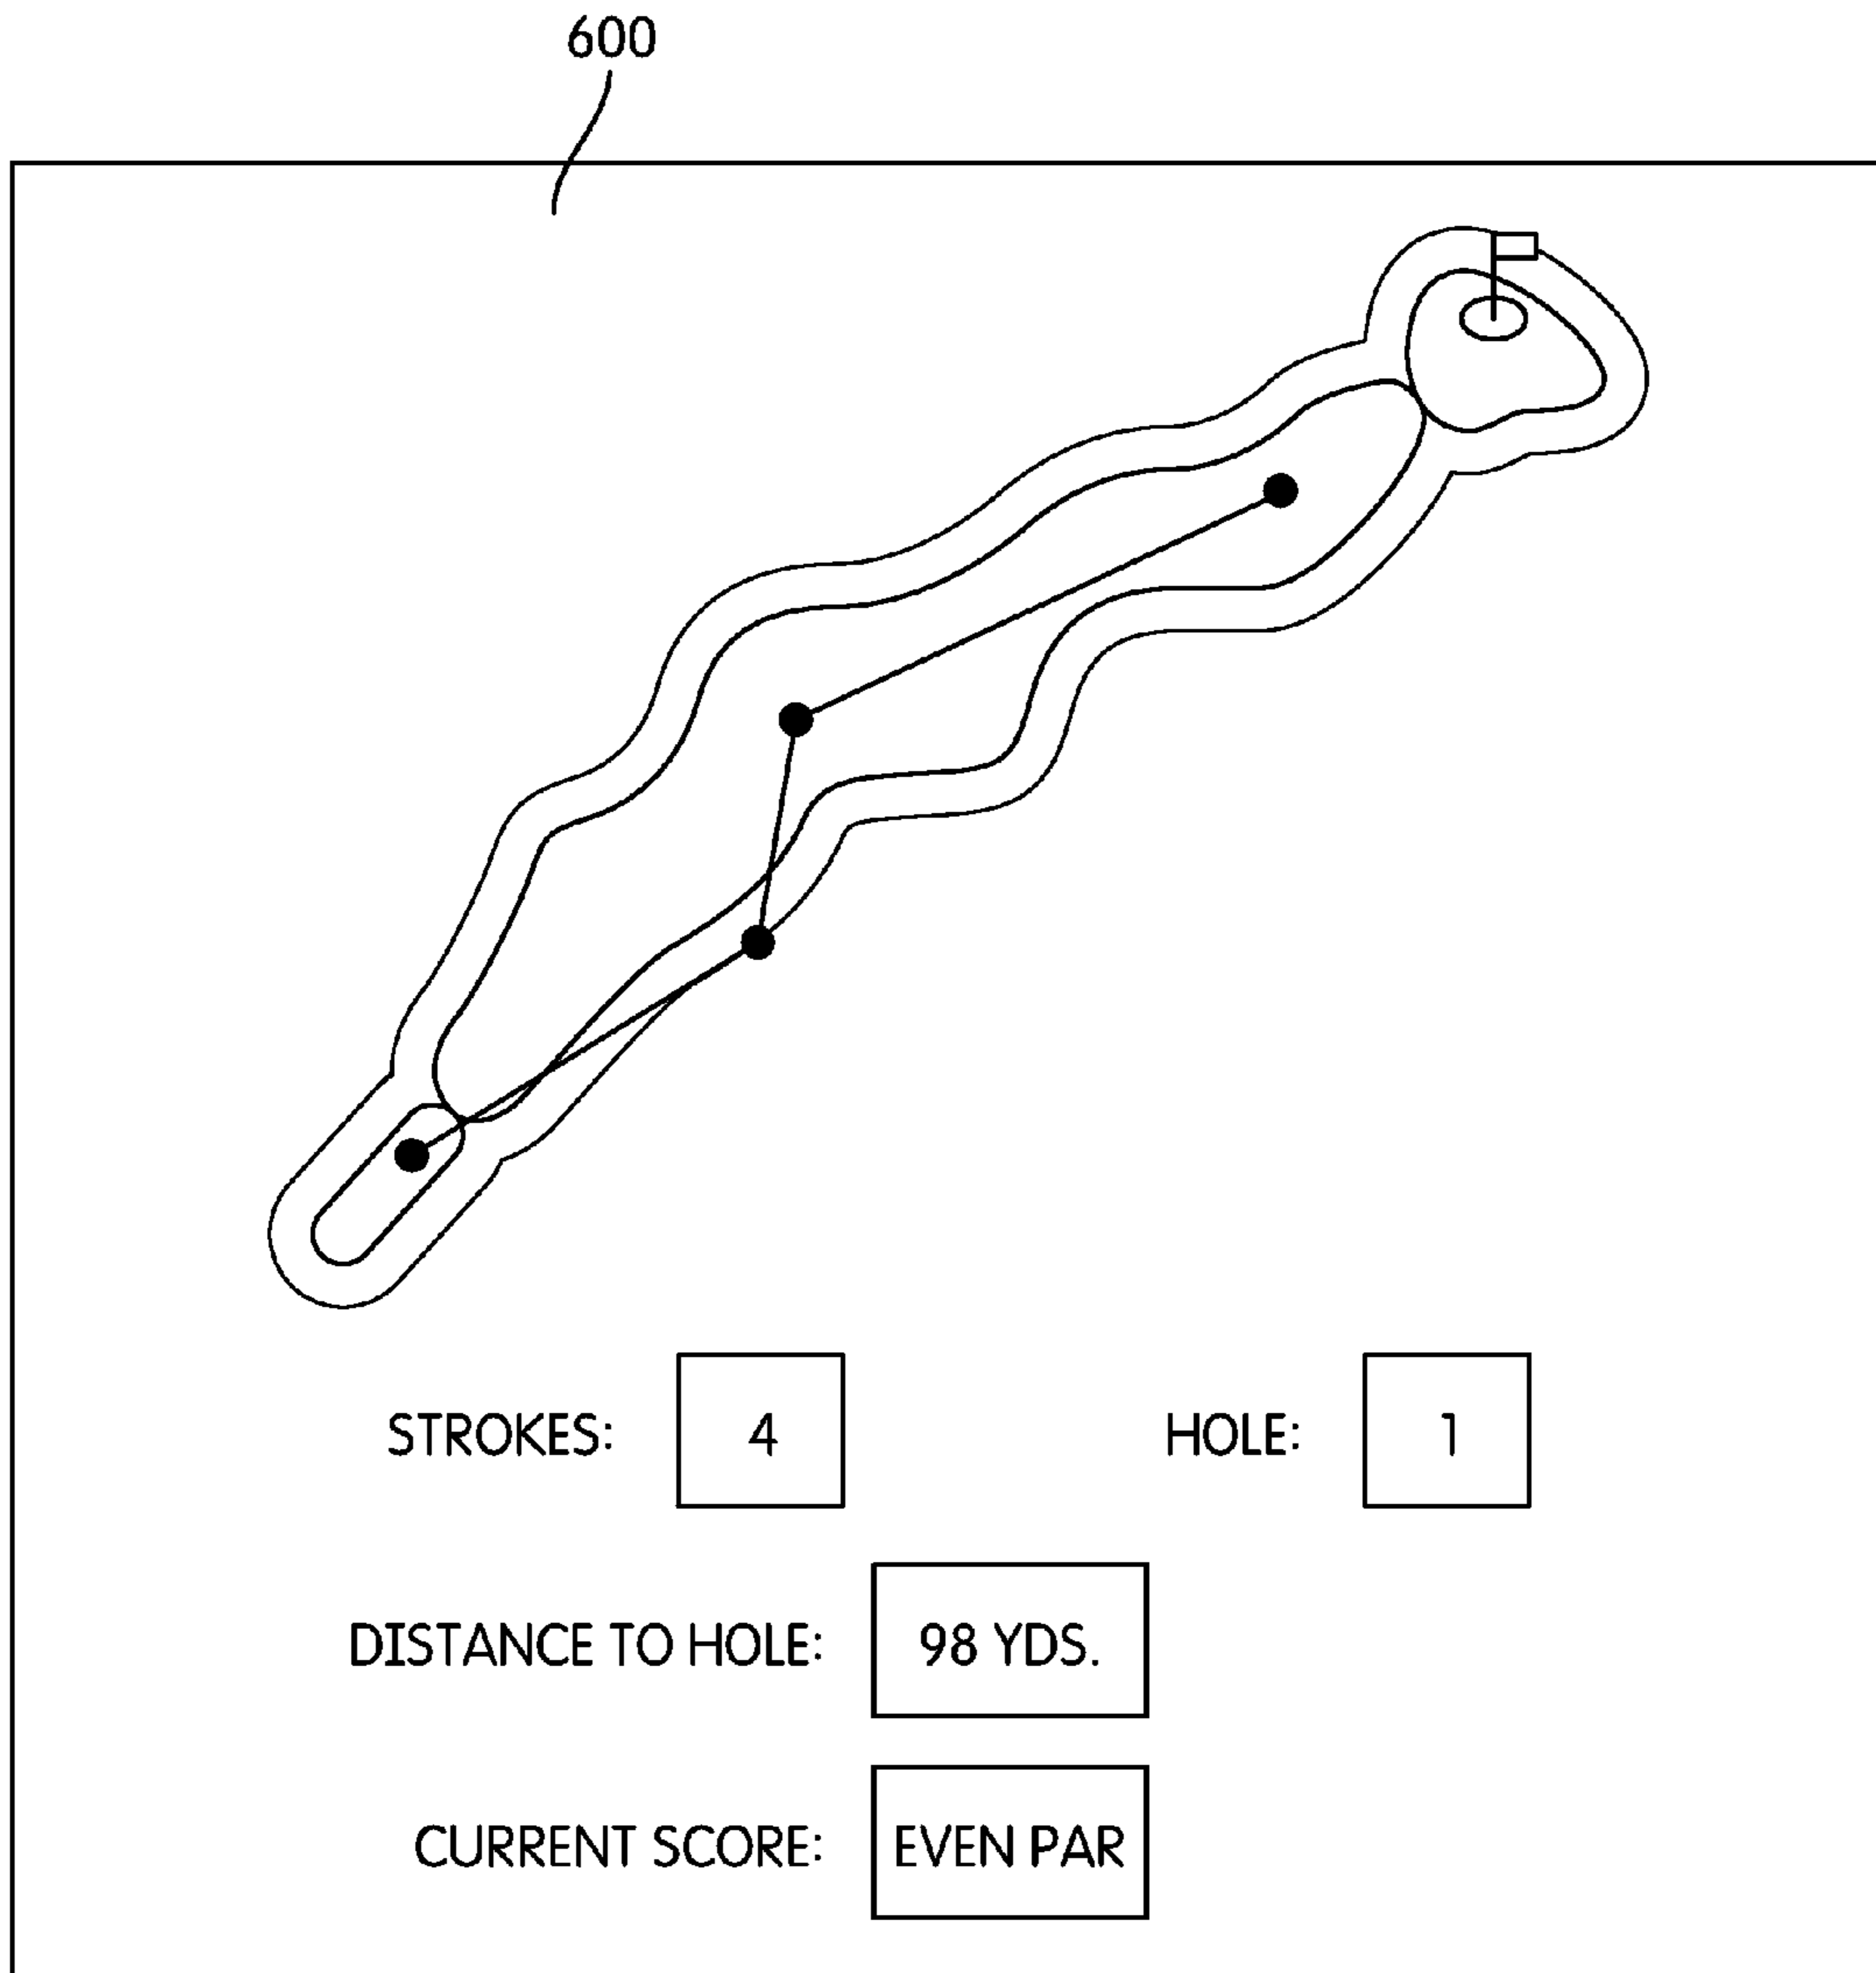 600
STROKES: 4 HOLE: 1
DISTANCE TO HOLE: 98 YDS.
CURRENT SCORE: EVEN PAR